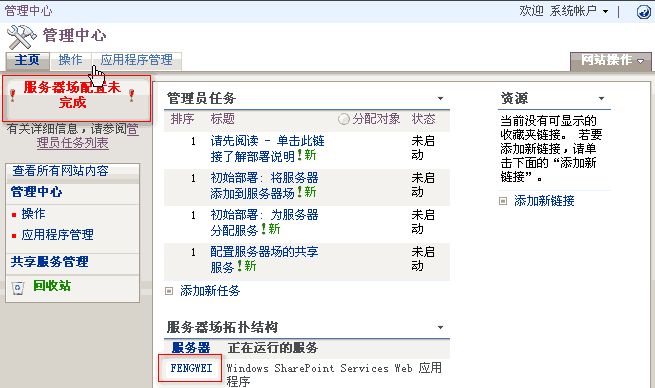 管理中心
欢迎 系统帐户
管理中心
主页 操作 应用程序管理
网站操作
服务器场配置未
完成
有关详细信息，请参阅管
理员任务列表
查看所有网站内容
管理中心
操作
应用程序管理
共享服务管理
回收站
管理员任务
排序 标题 分配对象 状态
1 请先阅读 - 单击此链
接了解部署说明！新
未启
动
1 初始部署: 将服务器
添加到服务器场！新
未启
动
1 初始部署: 为服务器
分配服务！新
未启
动
1 配置服务器场的共享
服务！新
未启
动
添加新任务
服务器场拓扑结构
服务器 正在运行的服务
FENGWEI Windows SharePoint Services Web 应用
程序
资源
当前没有可显示的
收藏夹链接。 若要
添加新链接，请单
击下面的“添加新
链接”。
添加新链接